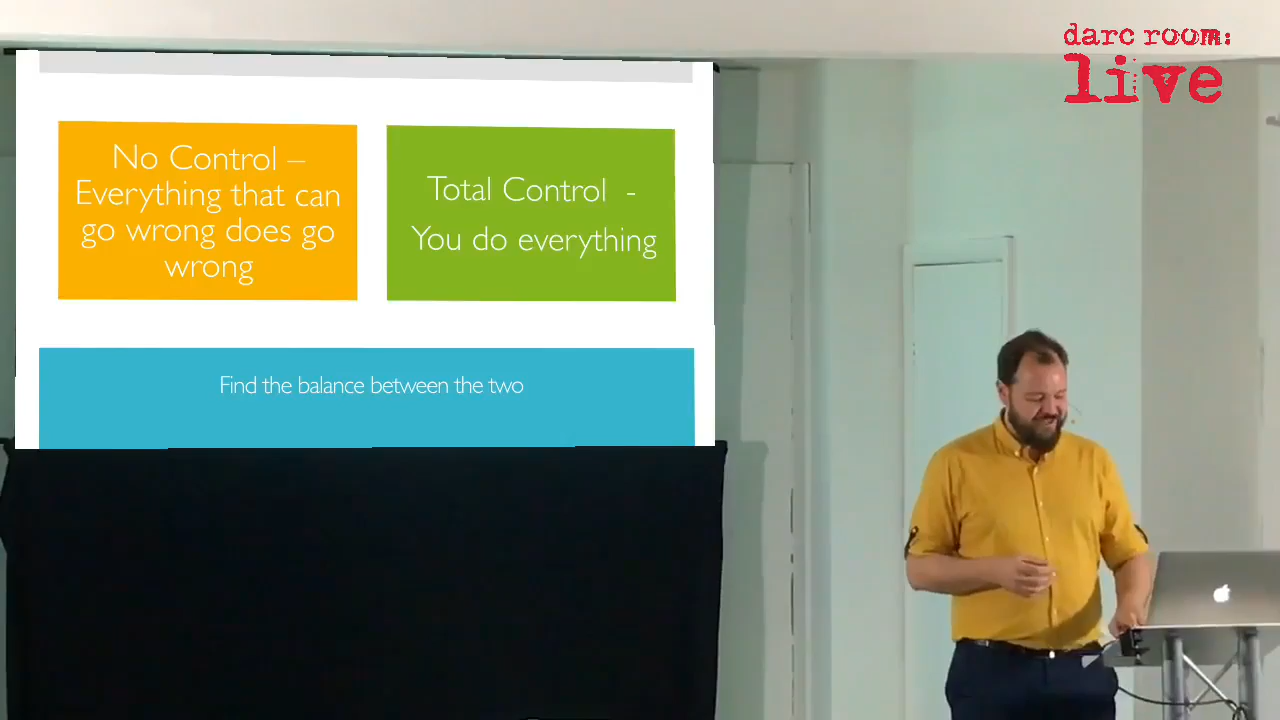 darc room:
live
No Control –
Everything that can
go wrong does go
wrong
Total Control -
You do everything
Find the balance between the two